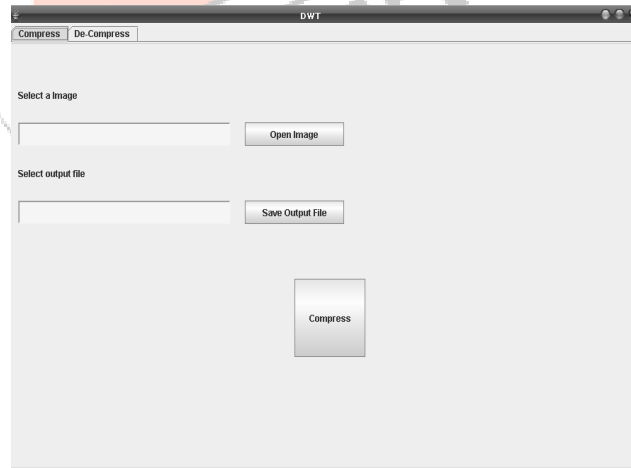 DWT
Compress De-Compress
Select a Image
Open Image
Select output file
Save Output File
Compress